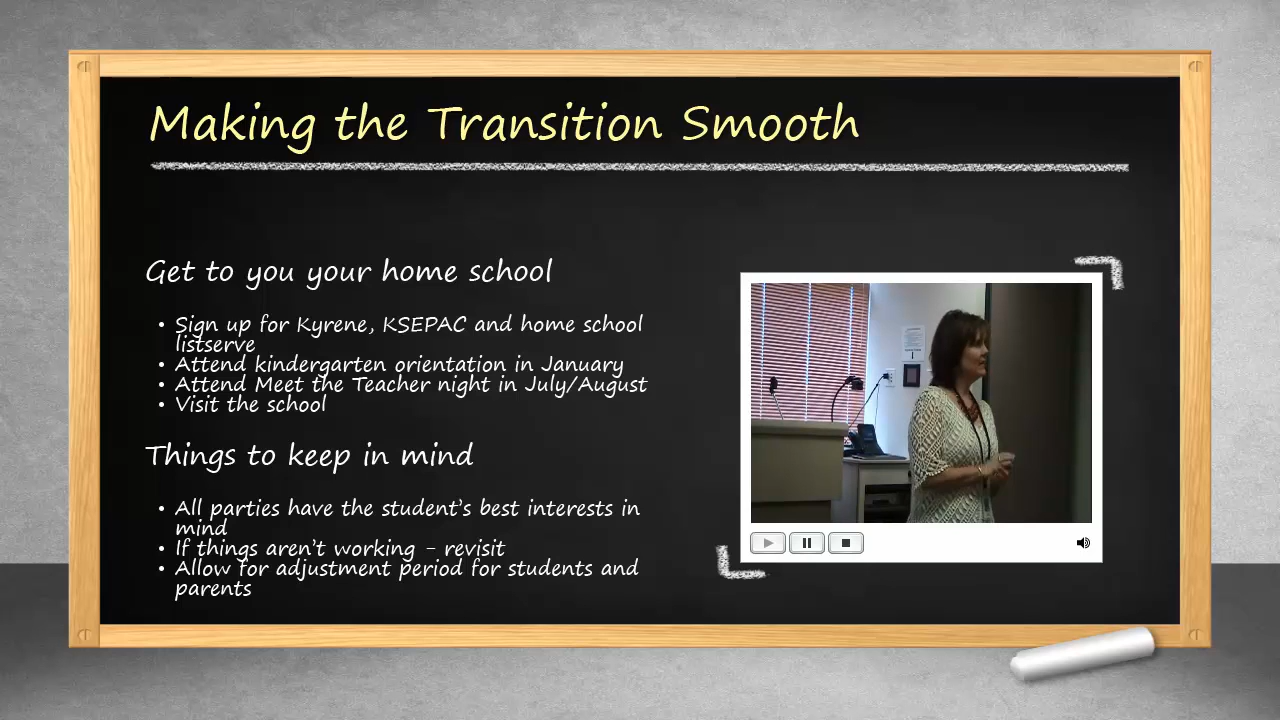 Making the Transition Smooth
Get to you your home school
• Sign up for Kyrene, KSEPAC and home school
listserve
• Attend kindergarten orientation in January
• Attend Meet the Teacher night in July/August
• Visit the school
Things to keep in mind
• All parties have the student's best interests in
mind
• If things aren't working - revisit
• Allow for adjustment period for students and
parents